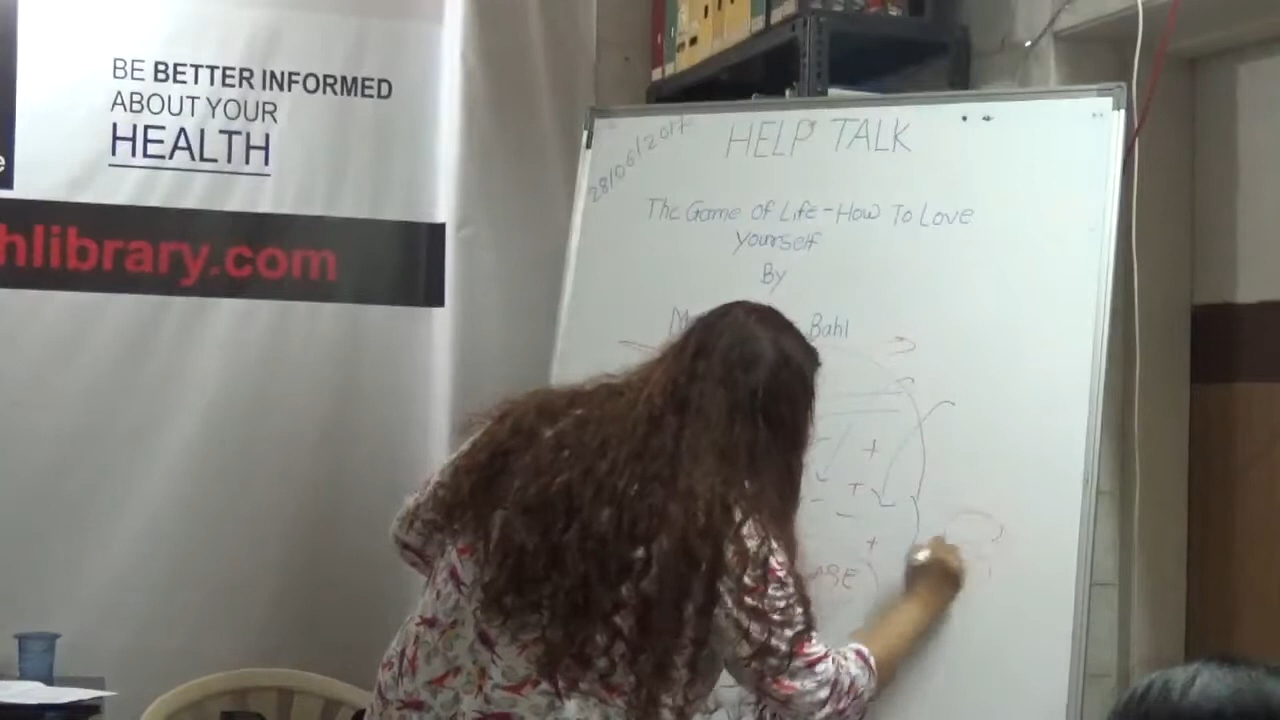 BE BETTER INFORMED
ABOUT YOUR
HEALTH
hlibrary.com
28/06/2017
HELP TALK
The Game Of Life - How To Love
Yourself
By
Bahl